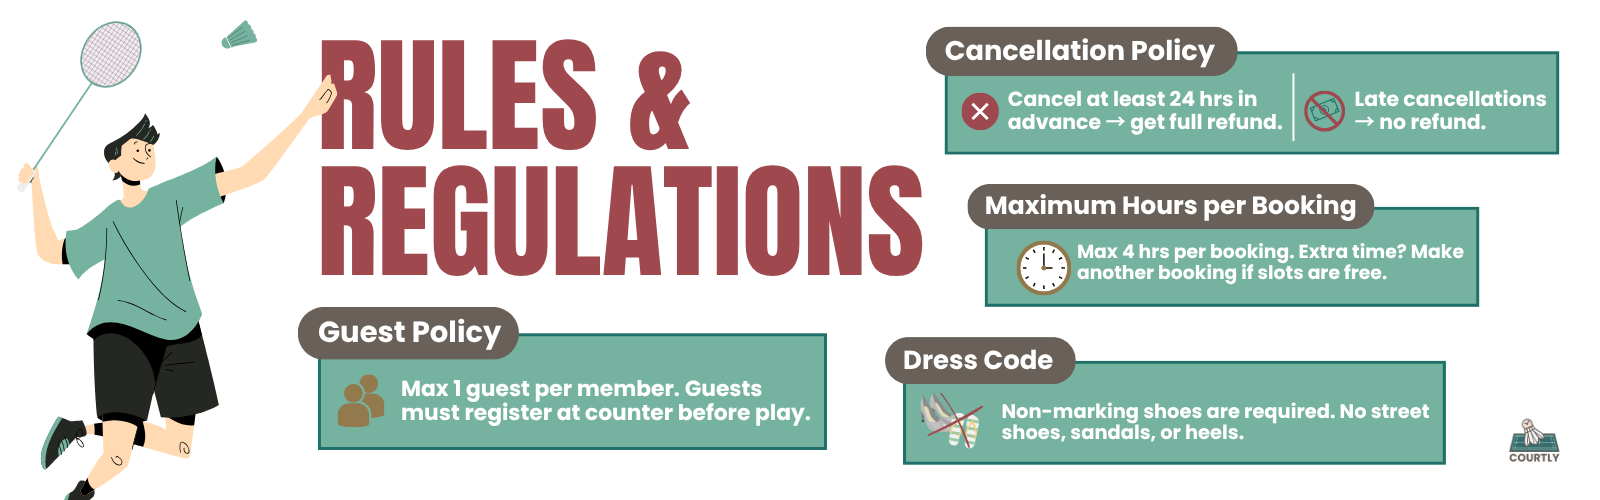 RULES &
REGULATIONS
Guest Policy
Max 1 guest per member. Guests
must register at counter before play.
Cancellation Policy
Cancel at least 24 hrs in
advance → get full refund.
Late cancellations
→ no refund.
Maximum Hours per Booking
Max 4 hrs per booking. Extra time? Make
another booking if slots are free.
Dress Code
Non-marking shoes are required. No street
shoes, sandals, or heels.
COURTLY